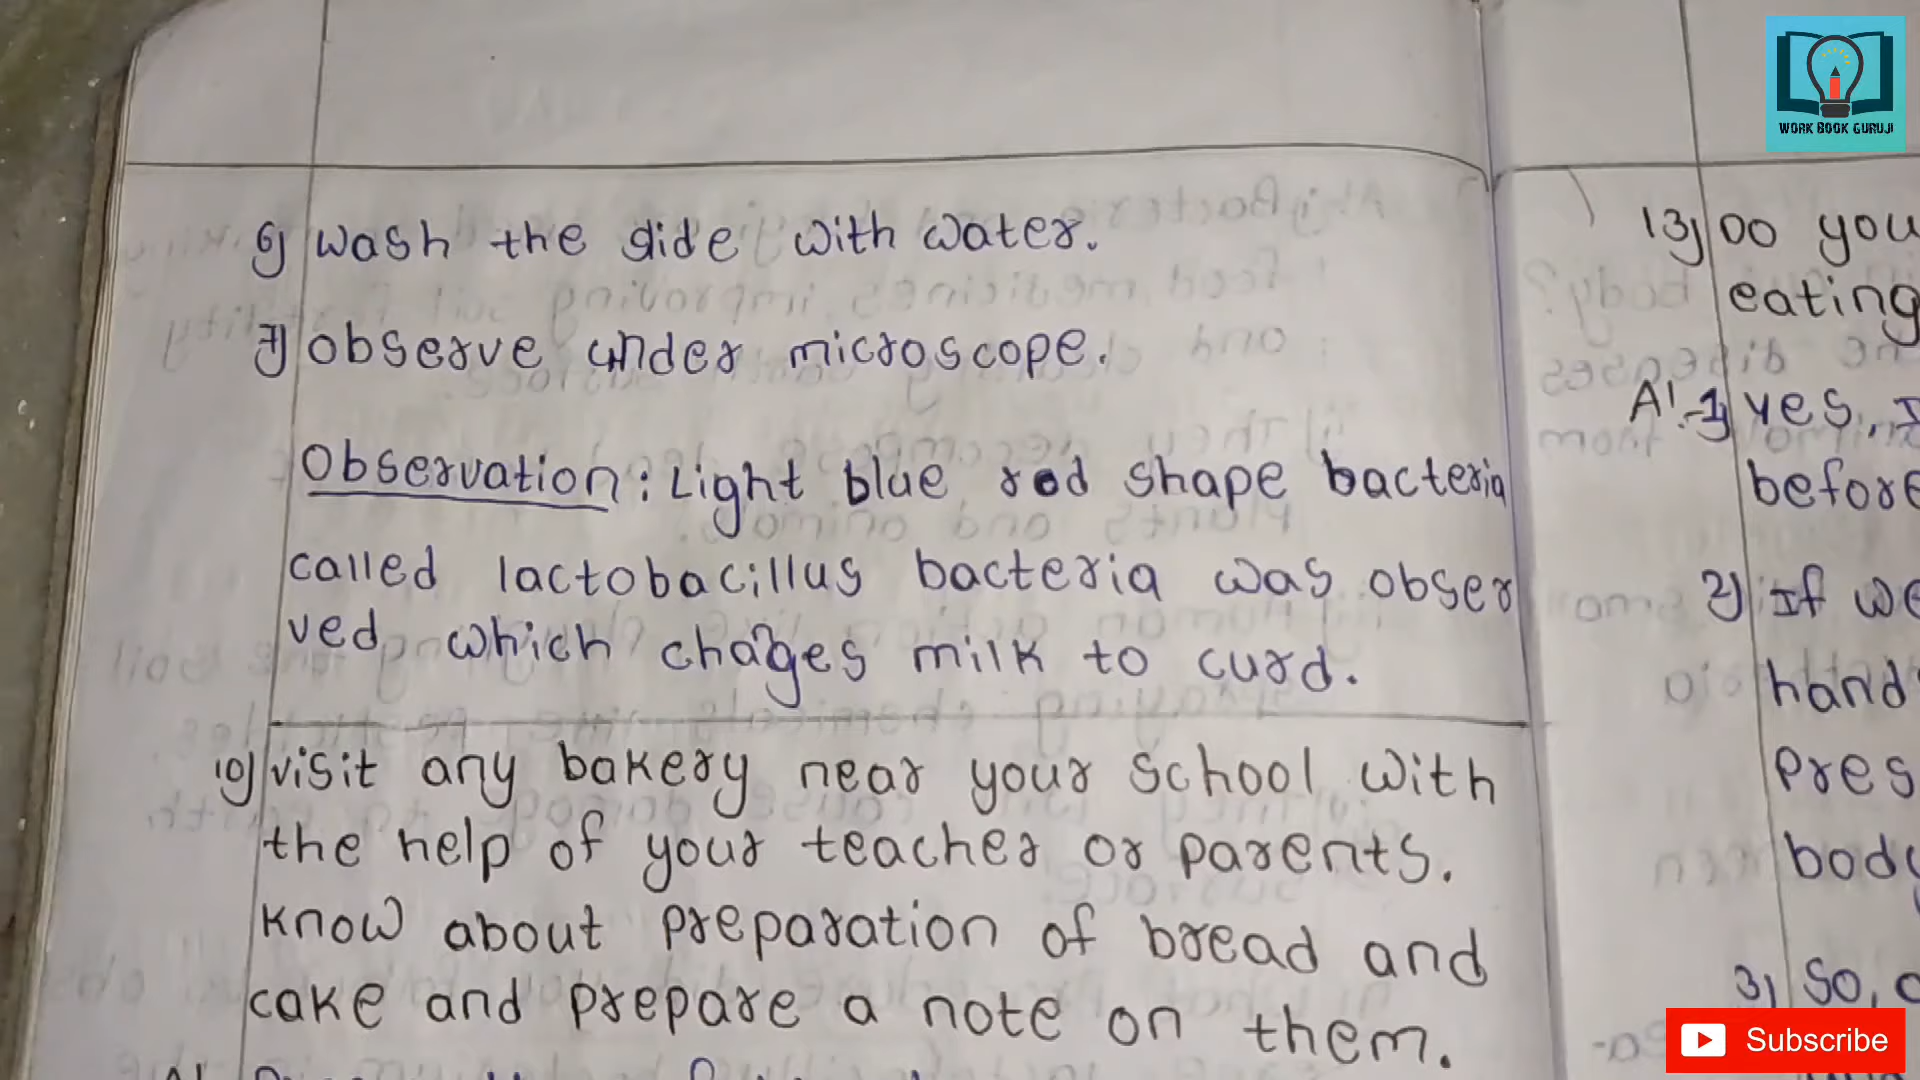 6) Wash the slide with water.
7) observe under microscope.
Observation: Light blue rod shape bacteria
called lactobacillus bacteria was obser
ved which changes milk to curd.
10) visit any bakery near your school with
the help of your teacher or parents.
Know about preparation of bread and
cake and prepare a note on them.
13) Do you
eating
A!-1) yes, I
before
2) If we
hand
pres
body
3) So,
WORK BOOK GURUJI
Subscribe